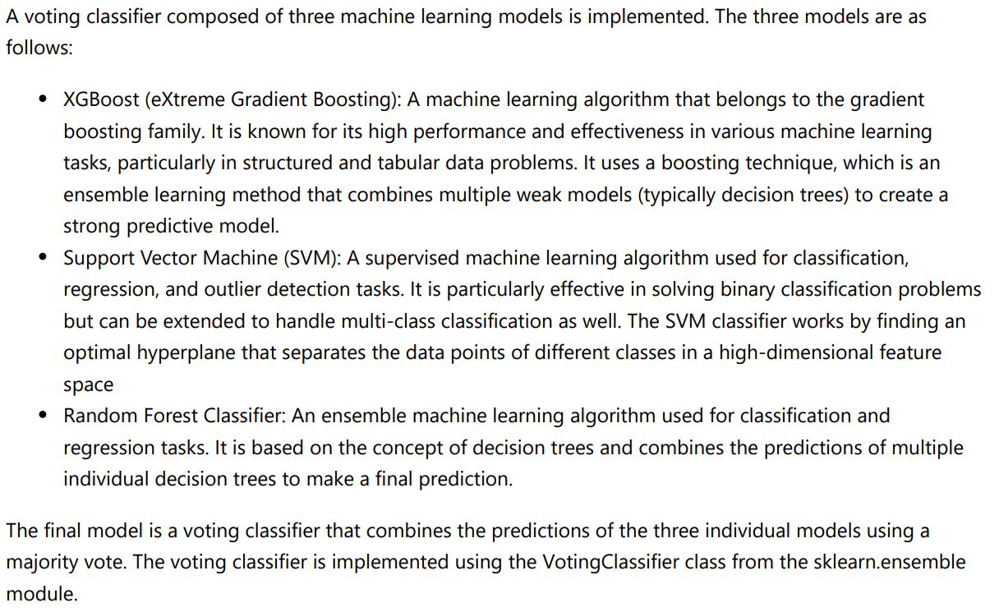 A voting classifier composed of three machine learning models is implemented. The three models are as
follows:
• XGBoost (eXtreme Gradient Boosting): A machine learning algorithm that belongs to the gradient
boosting family. It is known for its high performance and effectiveness in various machine learning
tasks, particularly in structured and tabular data problems. It uses a boosting technique, which is an
ensemble learning method that combines multiple weak models (typically decision trees) to create a
strong predictive model.
• Support Vector Machine (SVM): A supervised machine learning algorithm used for classification,
regression, and outlier detection tasks. It is particularly effective in solving binary classification problems
but can be extended to handle multi-class classification as well. The SVM classifier works by finding an
optimal hyperplane that separates the data points of different classes in a high-dimensional feature
space
• Random Forest Classifier: An ensemble machine learning algorithm used for classification and
regression tasks. It is based on the concept of decision trees and combines the predictions of multiple
individual decision trees to make a final prediction.
The final model is a voting classifier that combines the predictions of the three individual models using a
majority vote. The voting classifier is implemented using the VotingClassifier class from the sklearn.ensemble
module.